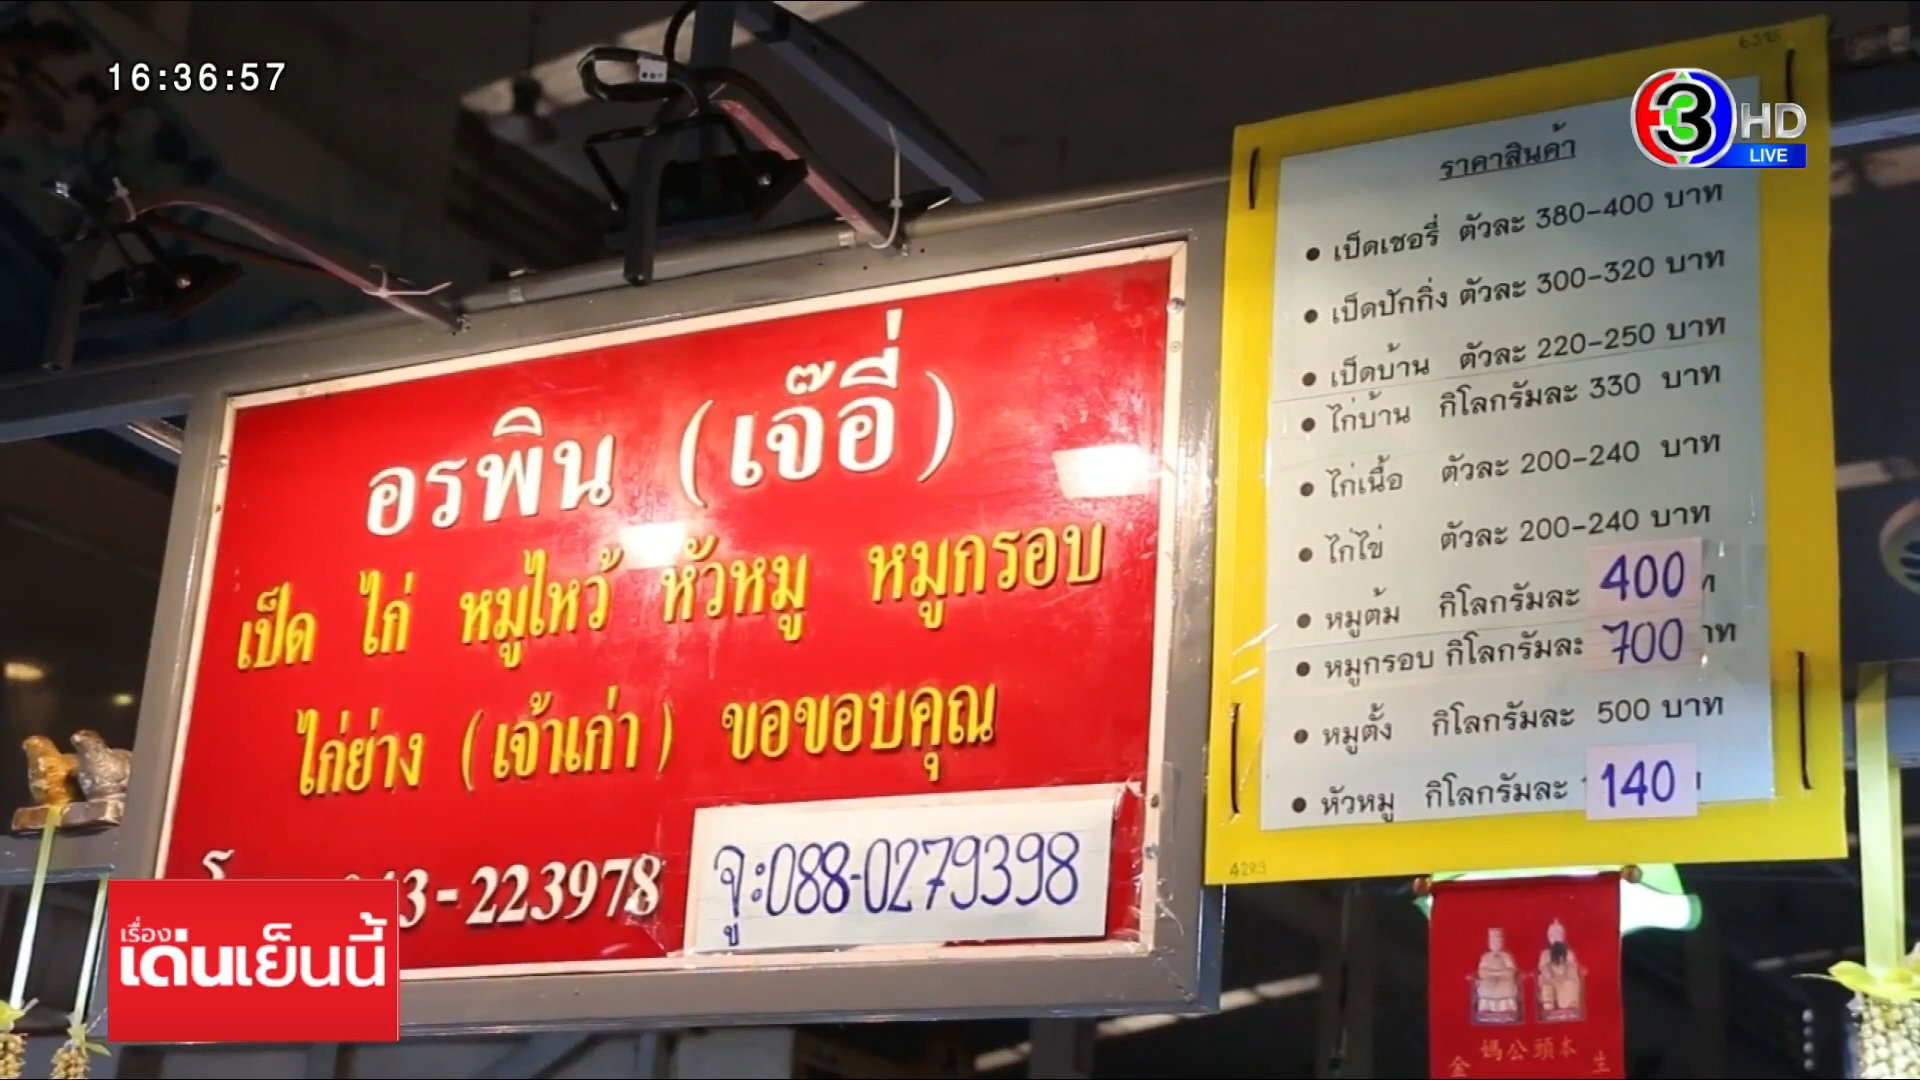 16:36:57
3 HD
LIVE
อรพิน (เจ๊อี่)
เป็ด ไก่ หมูไหว้ หัวหมู หมูกรอบ
ไก่ย่าง (เจ้าเก่า) ขอขอบคุณ
43-223978
จู:088-0279398
ราคาสินค้า
• เป็ดเชอรี่ ตัวละ 380-400 บาท
• เป็ดปักกิ่ง ตัวละ 300-320 บาท
• เป็ดบ้าน ตัวละ 220-250 บาท
• ไก่บ้าน กิโลกรัมละ 330 บาท
• ไก่เนื้อ ตัวละ 200-240 บาท
• ไก่ไข่ ตัวละ 200-240 บาท
• หมูต้ม กิโลกรัมละ 400
• หมูกรอบ กิโลกรัมละ 700
• หมูตั้ง กิโลกรัมละ 500 บาท
• หัวหมู กิโลกรัมละ 140
4293
เรื่อง
เด่นเย็นนี้
金 媽公頭本 生